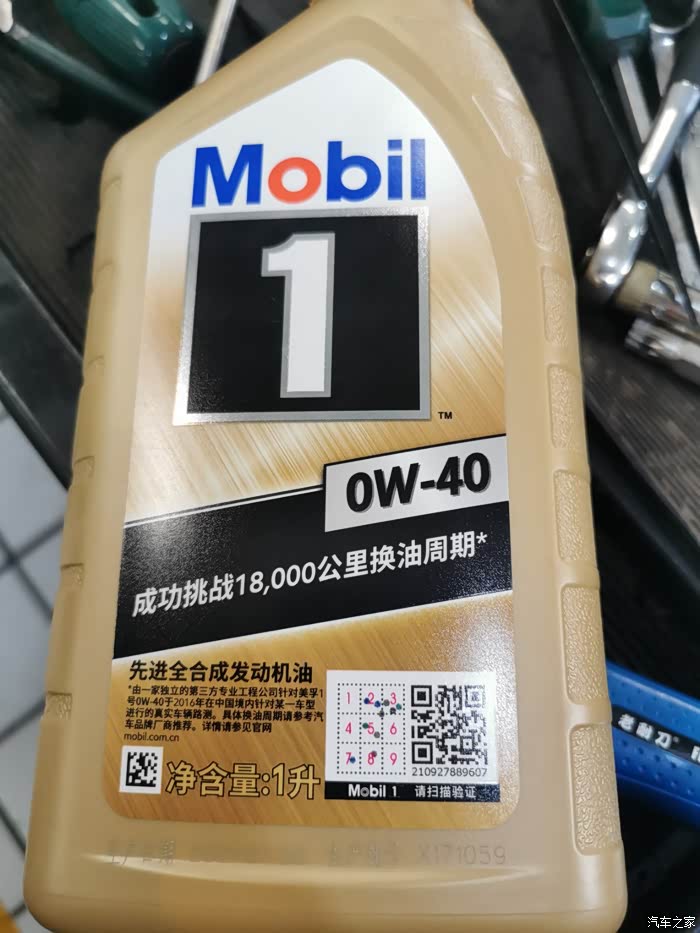 Mobil
1
TM
0W-40
成功挑战18,000公里换油周期*
先进全合成发动机油
*由一家独立的第三方专业工程公司针对美孚1
号0W-40于2016年在中国境内针对某一车型
进行的真实车辆路测。具体换油周期请参考汽
车品牌厂商推荐。详情请参见官网
mobil.com.cn
净含量:1升
1 2 3
4 5 6
7 8 9
210927889607
Mobil 1 请扫描验证
X171059
老耐刀®
汽车之家